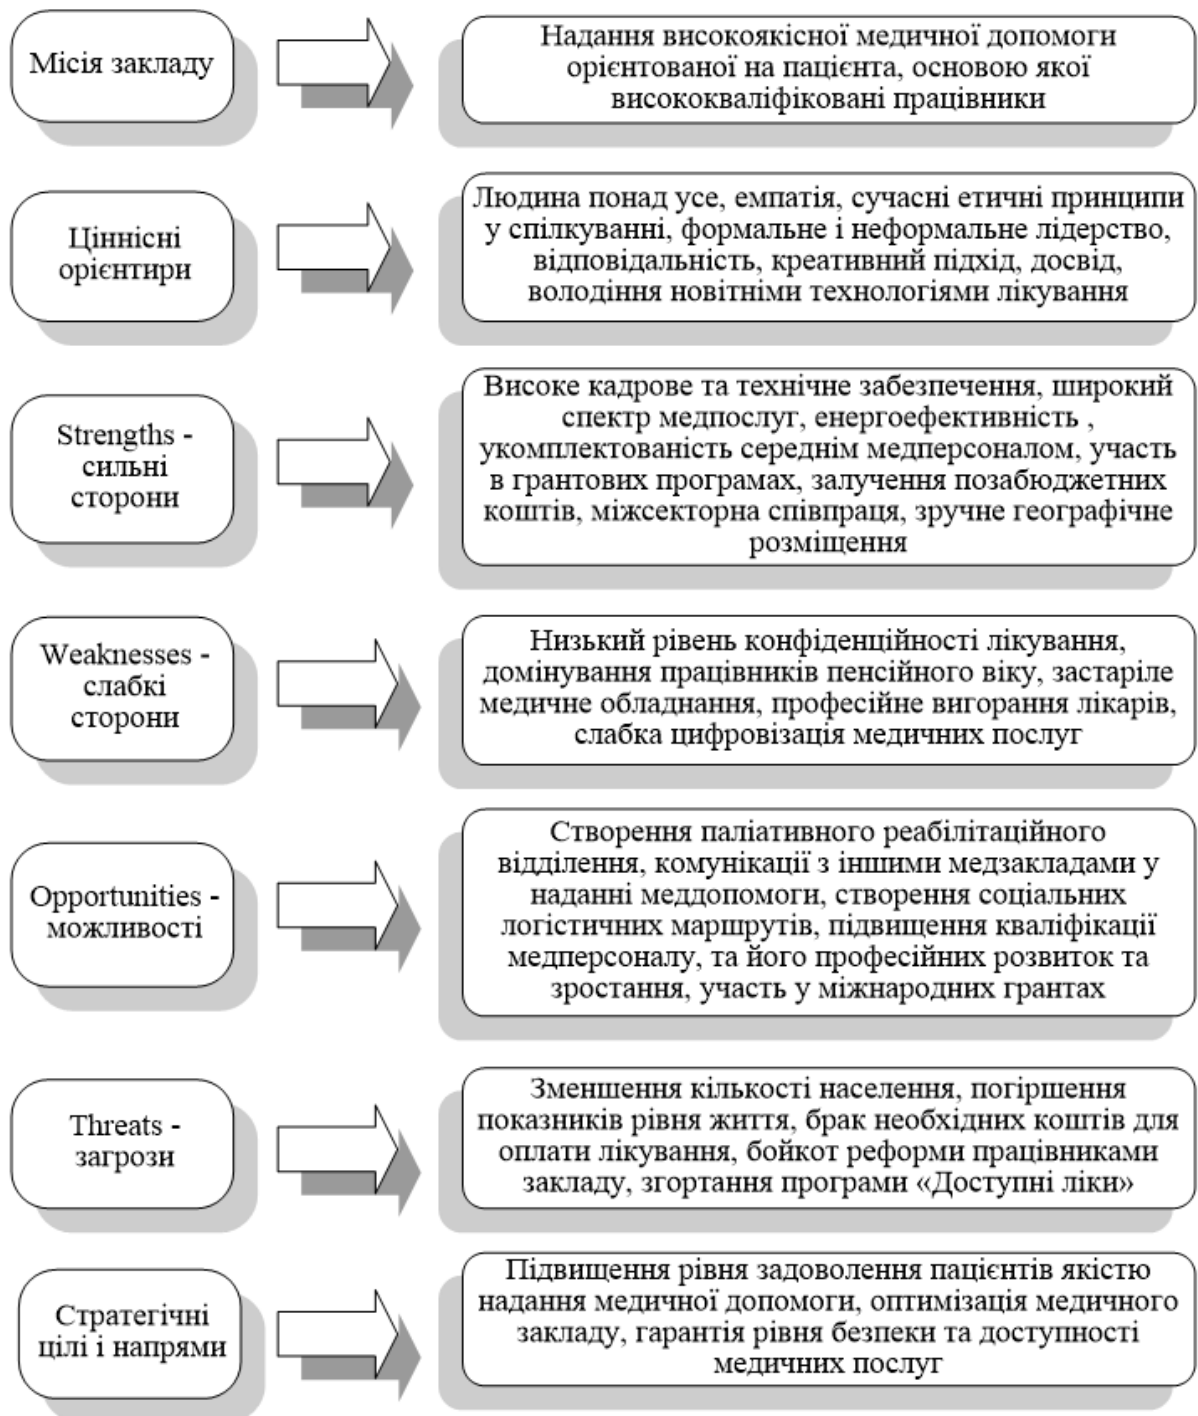 Місія закладу
Надання високоякісної медичної допомоги
орієнтованої на пацієнта, основою якої
висококваліфіковані працівники
Ціннісні
орієнтири
Людина понад усе, емпатія, сучасні етичні принципи
у спілкуванні, формальне і неформальне лідерство,
відповідальність, креативний підхід, досвід,
володіння новітніми технологіями лікування
Strengths -
сильні
сторони
Високе кадрове та технічне забезпечення, широкий
спектр медпослуг, енергоефективність ,
укомплектованість середнім медперсоналом, участь
в грантових програмах, залучення позабюджетних
коштів, міжсекторна співпраця, зручне географічне
розміщення
Weaknesses -
слабкі
сторони
Низький рівень конфіденційності лікування,
домінування працівників пенсійного віку, застаріле
медичне обладнання, професійне вигорання лікарів,
слабка цифровізація медичних послуг
Opportunities -
можливості
Створення паліативного реабілітаційного
відділення, комунікації з іншими медзакладами у
наданні меддопомоги, створення соціальних
логістичних маршрутів, підвищення кваліфікації
медперсоналу, та його професійних розвиток та
зростання, участь у міжнародних грантах
Threats -
загрози
Зменшення кількості населення, погіршення
показників рівня життя, брак необхідних коштів для
оплати лікування, бойкот реформи працівниками
закладу, згортання програми «Доступні ліки»
Стратегічні
цілі і напрями
Підвищення рівня задоволення пацієнтів якістю
надання медичної допомоги, оптимізація медичного
закладу, гарантія рівня безпеки та доступності
медичних послуг